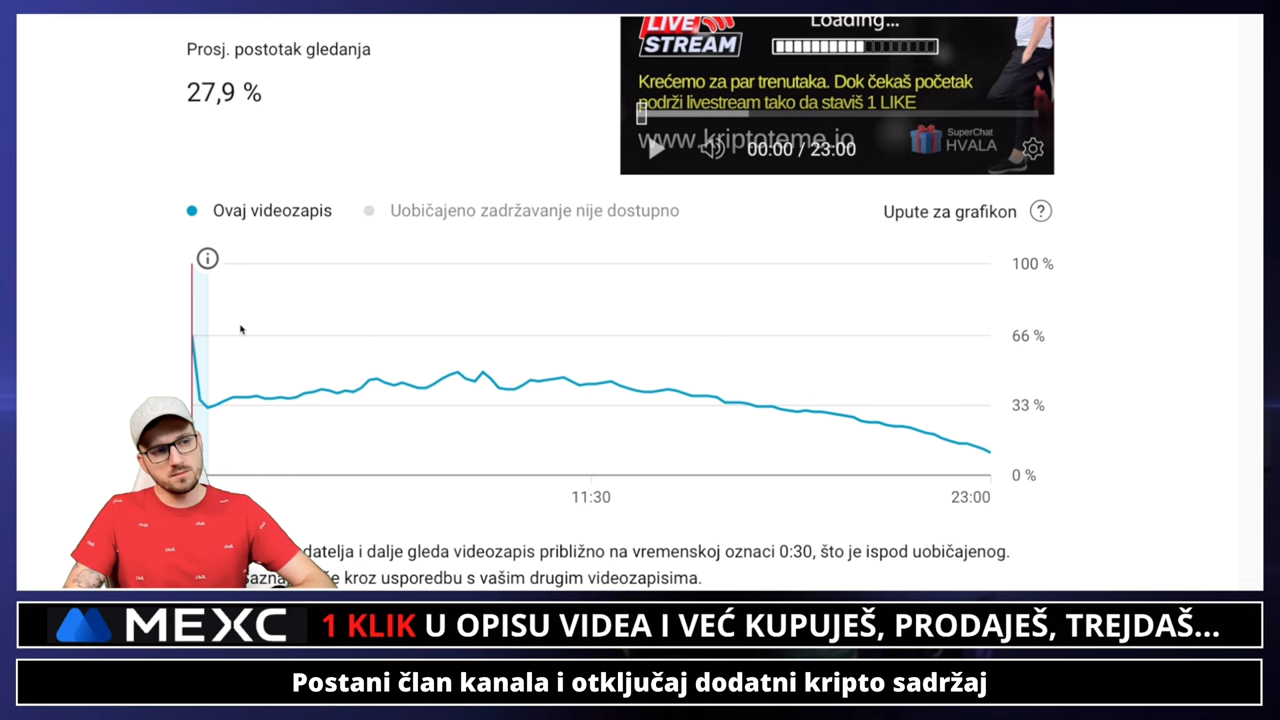 Prosj. postotak gledanja
27,9 %
LIVE
STREAM
Loading...
Krećemo za par trenutaka. Dok čekaš početak
podrži livestream tako da staviš 1 LIKE
www.kriptoteme.io
SuperChat
HVALA
00:00 / 23:00
Ovaj videozapis
Uobičajeno zadržavanje nije dostupno
Upute za grafikon ?
100 %
66 %
33 %
0 %
11:30
23:00
datelja i dalje gleda videozapis približno na vremenskoj oznaci 0:30, što je ispod uobičajenog.
kroz usporedbu s vašim drugim videozapisima.
MEXC
1 KLIK U OPISU VIDEA I VEĆ KUPUJEŠ, PRODAJEŠ, TREJDAŠ...
Postani član kanala i otključaj dodatni kripto sadržaj